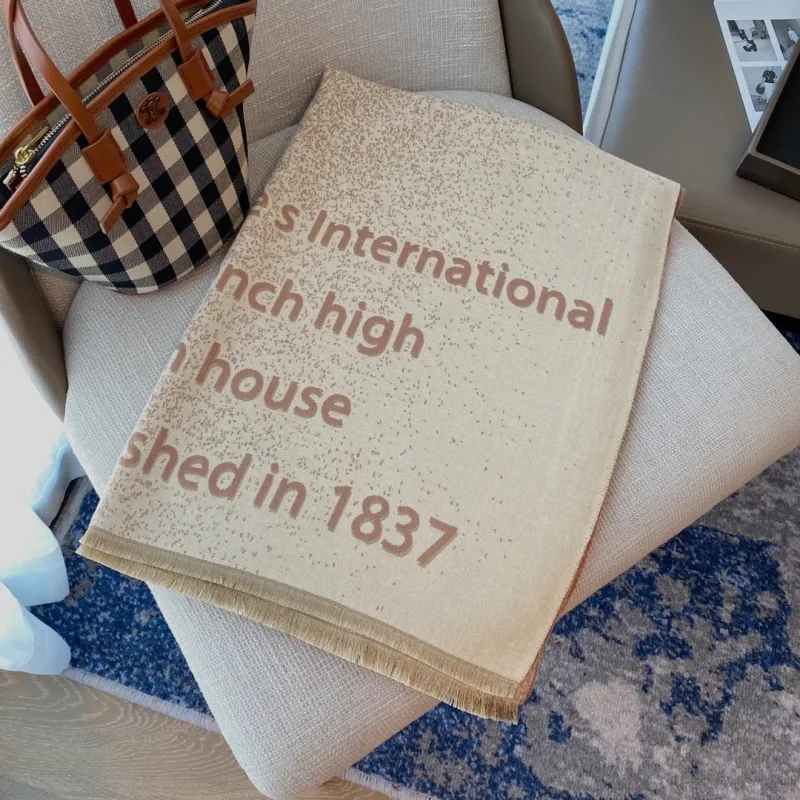 e's International
nch high
n house
shed in 1837